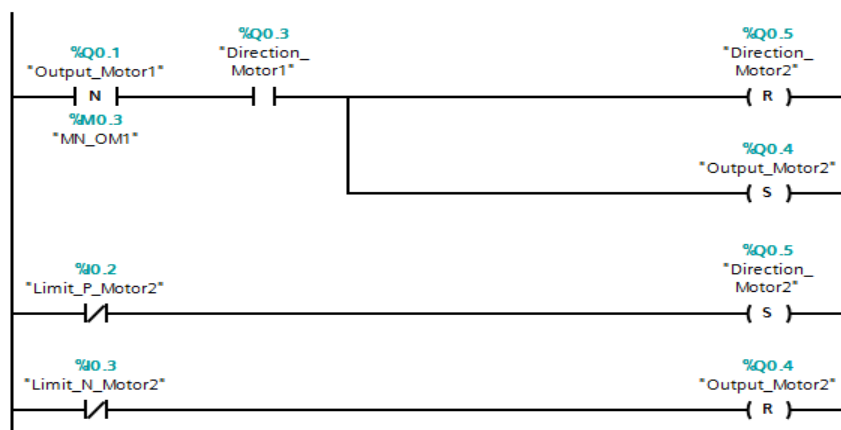 %Q0.1
"Output_Motor1"
N
%M0.3
"MN_OM1"
%Q0.3
"Direction_
Motor1"
%Q0.5
"Direction_
Motor2"
R
%Q0.4
"Output_Motor2"
S
%I0.2
"Limit_P_Motor2"
%Q0.5
"Direction_
Motor2"
S
%I0.3
"Limit_N_Motor2"
%Q0.4
"Output_Motor2"
R